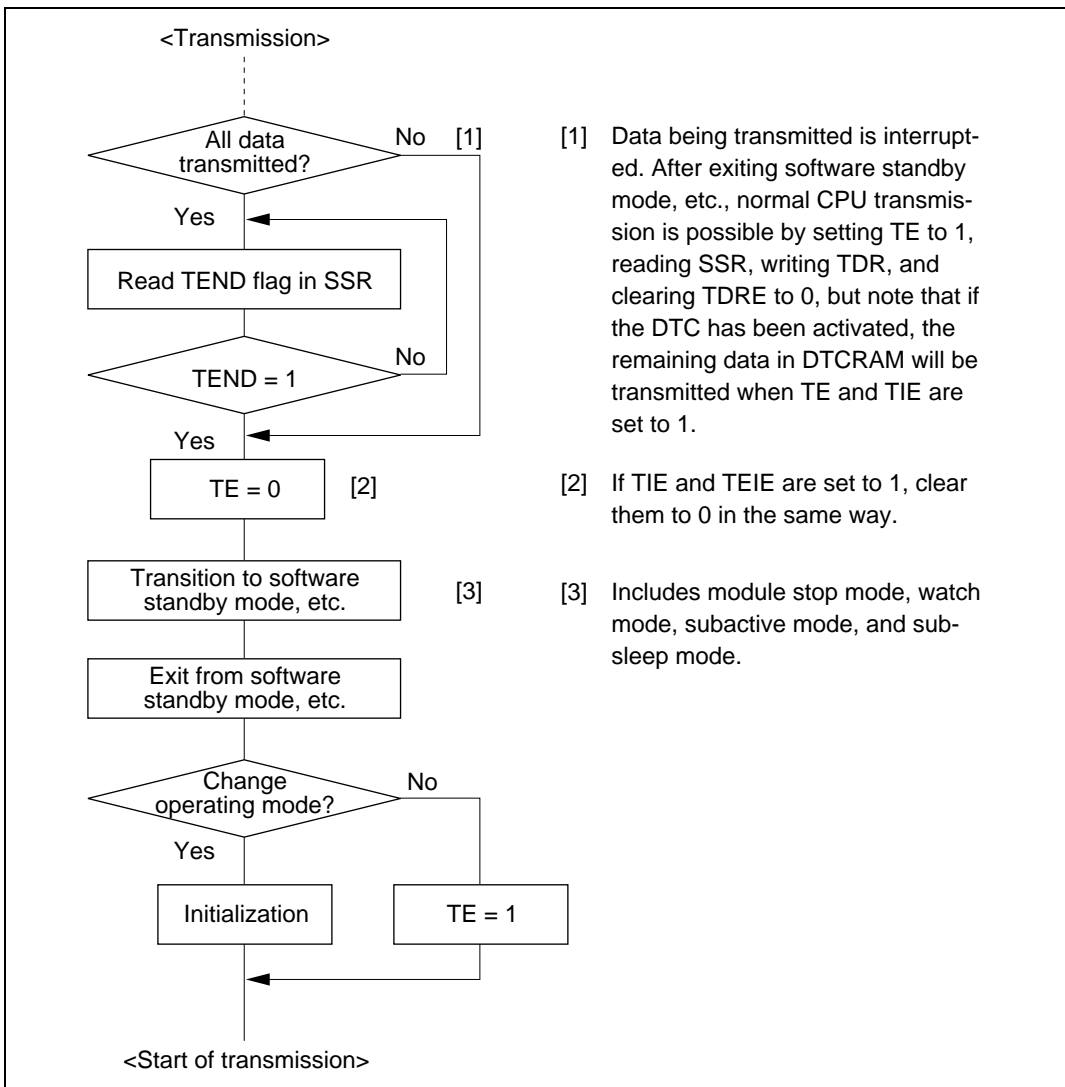 <Transmission>
All data
transmitted?
No
[1]
Yes
Read TEND flag in SSR
TEND = 1
No
Yes
TE = 0
[2]
Transition to software
standby mode, etc.
[3]
Exit from software
standby mode, etc.
Change
operating mode?
No
Yes
Initialization
TE = 1
<Start of transmission>
[1] Data being transmitted is interrupt-
ed. After exiting software standby
mode, etc., normal CPU transmis-
sion is possible by setting TE to 1,
reading SSR, writing TDR, and
clearing TDRE to 0, but note that if
the DTC has been activated, the
remaining data in DTCRAM will be
transmitted when TE and TIE are
set to 1.
[2] If TIE and TEIE are set to 1, clear
them to 0 in the same way.
[3] Includes module stop mode, watch
mode, subactive mode, and sub-
sleep mode.